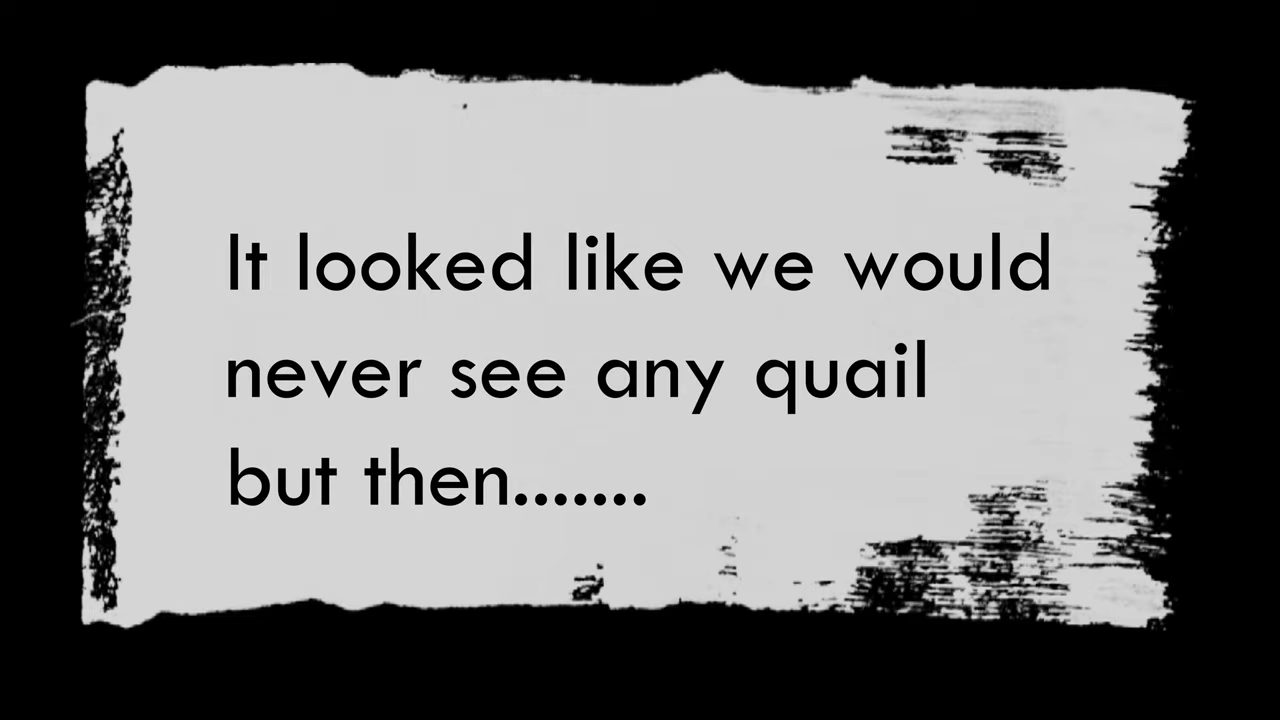 It looked like we would
never see any quail
but then.......